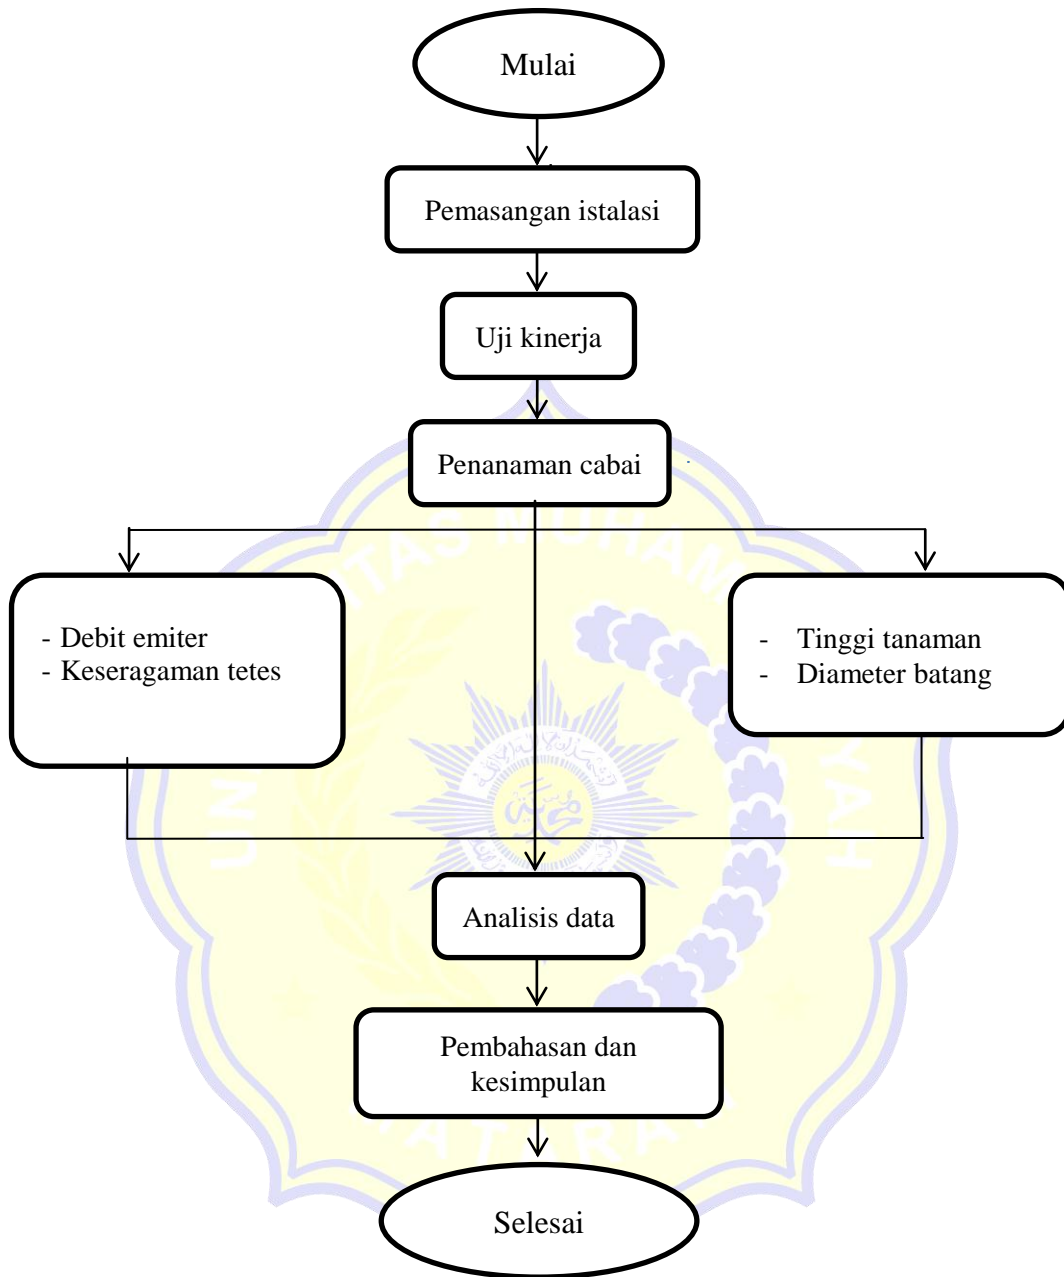 Mulai
Pemasangan istalasi
Uji kinerja
Penanaman cabai
- Debit emiter
- Keseragaman tetes
- Tinggi tanaman
- Diameter batang
Analisis data
Pembahasan dan
kesimpulan
Selesai